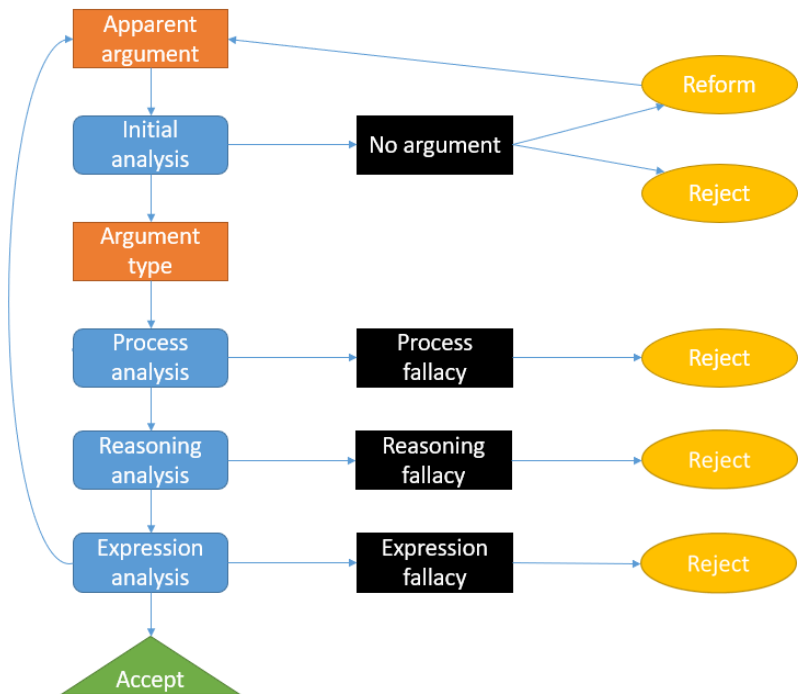 Apparent
argument
Reform
Initial
analysis
No argument
Reject
Argument
type
Process
analysis
Process
fallacy
Reject
Reasoning
analysis
Reasoning
fallacy
Reject
Expression
analysis
Expression
fallacy
Reject
Accept